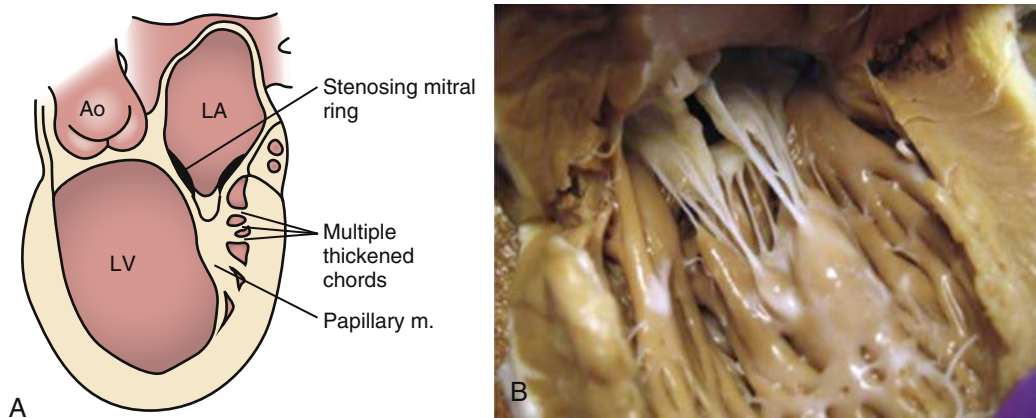 Ao
LA
Stenosing mitral
ring
LV
Multiple
thickened
chords
Papillary m.
A
B